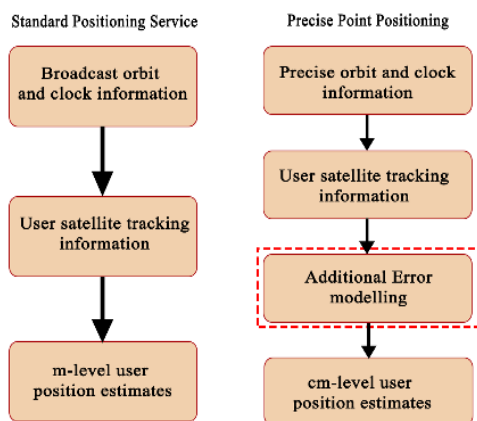 Standard Positioning Service
Broadcast orbit
and clock information
User satellite tracking
information
m-level user
position estimates
Precise Point Positioning
Precise orbit and clock
information
User satellite tracking
information
Additional Error
modelling
cm-level user
position estimates